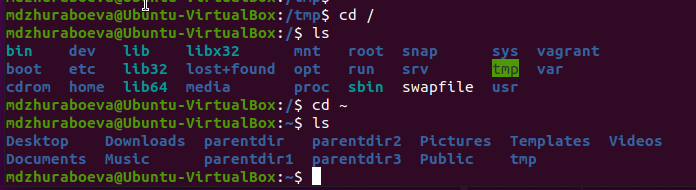 mdzhuraboeva@Ubuntu-VirtualBox:/tmp$ cd /
mdzhuraboeva@Ubuntu-VirtualBox:/$ ls
bin dev lib libx32 mnt root snap sys vagrant
boot etc lib32 lost+found opt run srv tmp var
cdrom home lib64 media proc sbin swapfile usr
mdzhuraboeva@Ubuntu-VirtualBox:/$ cd ~
mdzhuraboeva@Ubuntu-VirtualBox:~$ ls
Desktop Downloads parentdir parentdir2 Pictures Templates Videos
Documents Music parentdir1 parentdir3 Public tmp
mdzhuraboeva@Ubuntu-VirtualBox:~$